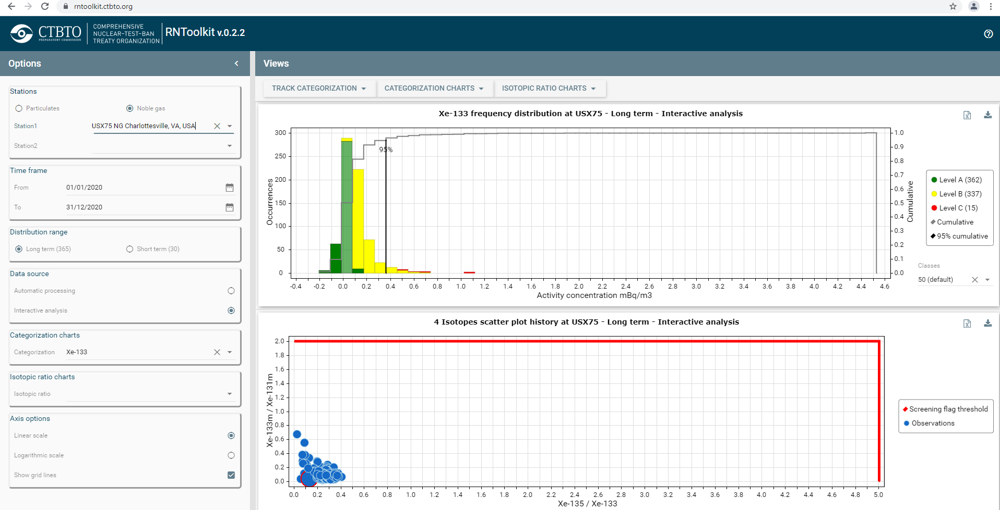 rntoolkit.ctbto.org
CTBTO
PREPARATORY COMMISSION
COMPREHENSIVE
NUCLEAR-TEST-BAN
TREATY ORGANIZATION
RNToolkit v.0.2.2
Options
Stations
Particulates Noble gas
Station1 USX75 NG Charlottesville, VA, USA
Station2
Time frame
From 01/01/2020
To 31/12/2020
Distribution range
Long term (365) Short term (30)
Data source
Automatic processing
Interactive analysis
Categorization charts
Categorization Xe-133
Isotopic ratio charts
Isotopic ratio
Axis options
Linear scale
Logarithmic scale
Show grid lines
Views
TRACK CATEGORIZATION CATEGORIZATION CHARTS ISOTOPIC RATIO CHARTS
Xe-133 frequency distribution at USX75 - Long term - Interactive analysis
Occurrences
300
250
200
150
100
50
0
95%
-0.4 -0.2 0.0 0.2 0.4 0.6 0.8 1.0 1.2 1.4 1.6 1.8 2.0 2.2 2.4 2.6 2.8 3.0 3.2 3.4 3.6 3.8 4.0 4.2 4.4 4.6
Activity concentration mBq/m3
1.0
0.9
0.8
0.7
0.6
0.5
0.4
0.3
0.2
0.1
0.0
Cumulative
Level A (362)
Level B (337)
Level C (15)
Cumulative
95% cumulative
Classes
50 (default)
4 Isotopes scatter plot history at USX75 - Long term - Interactive analysis
Xe-133m / Xe-131m
2.0
1.8
1.6
1.4
1.2
1.0
0.8
0.6
0.4
0.2
0.0
0.0 0.2 0.4 0.6 0.8 1.0 1.2 1.4 1.6 1.8 2.0 2.2 2.4 2.6 2.8 3.0 3.2 3.4 3.6 3.8 4.0 4.2 4.4 4.6 4.8 5.0
Xe-135 / Xe-133
Screening flag threshold
Observations